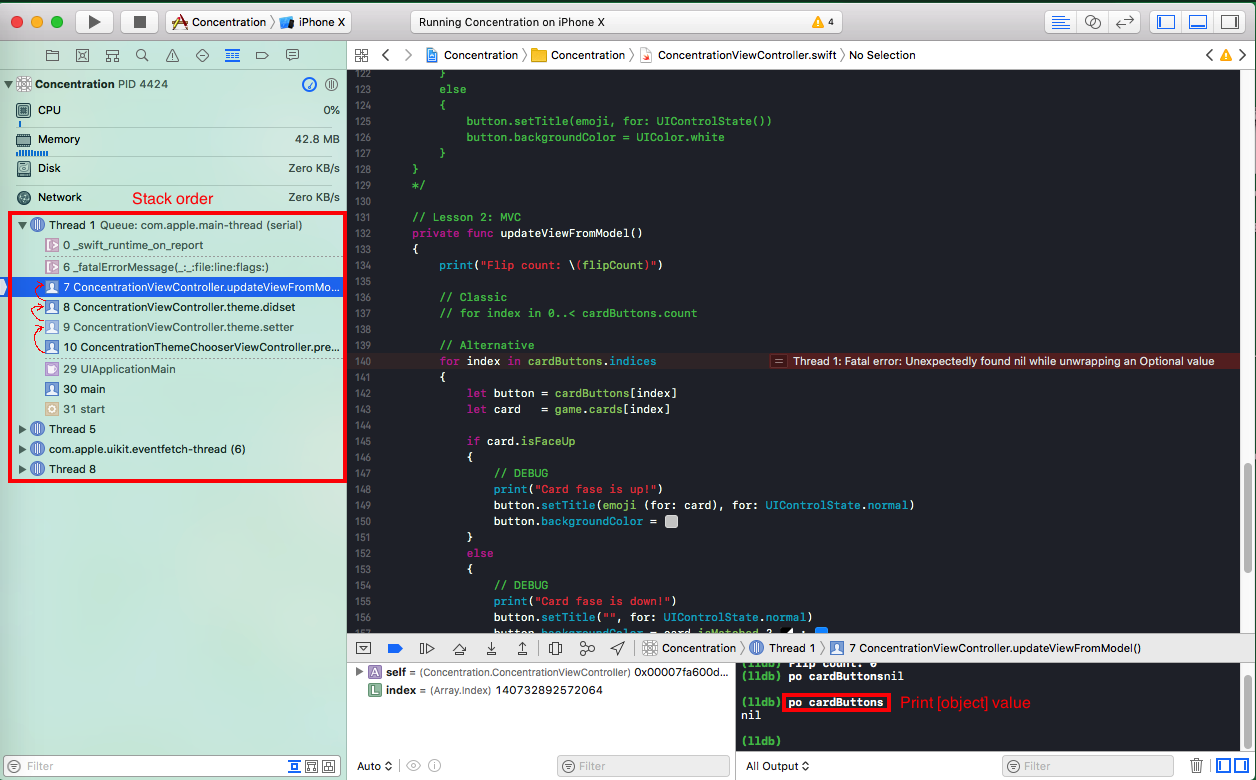 Concentration 〉 iPhone X
Running Concentration on iPhone X
4
Concentration 〉 Concentration 〉 ConcentrationViewController.swift 〉 No Selection
Concentration PID 4424
CPU 0%
Memory 42.8 MB
Disk Zero KB/s
Network Zero KB/s
Stack order
Thread 1 Queue: com.apple.main-thread (serial)
0 _swift_runtime_on_report
6 _fatalErrorMessage(_:_:file:line:flags:)
7 ConcentrationViewController.updateViewFromMo...
8 ConcentrationViewController.theme.didset
9 ConcentrationViewController.theme.setter
10 ConcentrationThemeChooserViewController.pre...
29 UIApplicationMain
30 main
31 start
Thread 5
com.apple.uikit.eventfetch-thread (6)
Thread 8
Filter
122 }
123 else
124 {
125 button.setTitle(emoji, for: UIControlState())
126 button.backgroundColor = UIColor.white
127 }
128 }
129 */
130
131 // Lesson 2: MVC
132 private func updateViewFromModel()
133 {
134 print("Flip count: \(flipCount)")
135
136 // Classic
137 // for index in 0..< cardButtons.count
138
139 // Alternative
140 for index in cardButtons.indices
Thread 1: Fatal error: Unexpectedly found nil while unwrapping an Optional value
141 {
142 let button = cardButtons[index]
143 let card = game.cards[index]
144
145 if card.isFaceUp
146 {
147 // DEBUG
148 print("Card fase is up!")
149 button.setTitle(emoji (for: card), for: UIControlState.normal)
150 button.backgroundColor =
151 }
152 else
153 {
154 // DEBUG
155 print("Card fase is down!")
156 button.setTitle("", for: UIControlState.normal)
157 button.backgroundColor = card.isMatched ? :
Concentration 〉 Thread 1 〉 7 ConcentrationViewController.updateViewFromModel()
A self = (Concentration.ConcentrationViewController) 0x00007fa600d...
L index = (Array.Index) 140732892572064
Auto
Filter
(lldb) Flip count: 0
(lldb) po cardButtonsnil
(lldb) po cardButtons Print [object] value
nil
(lldb)
All Output
Filter